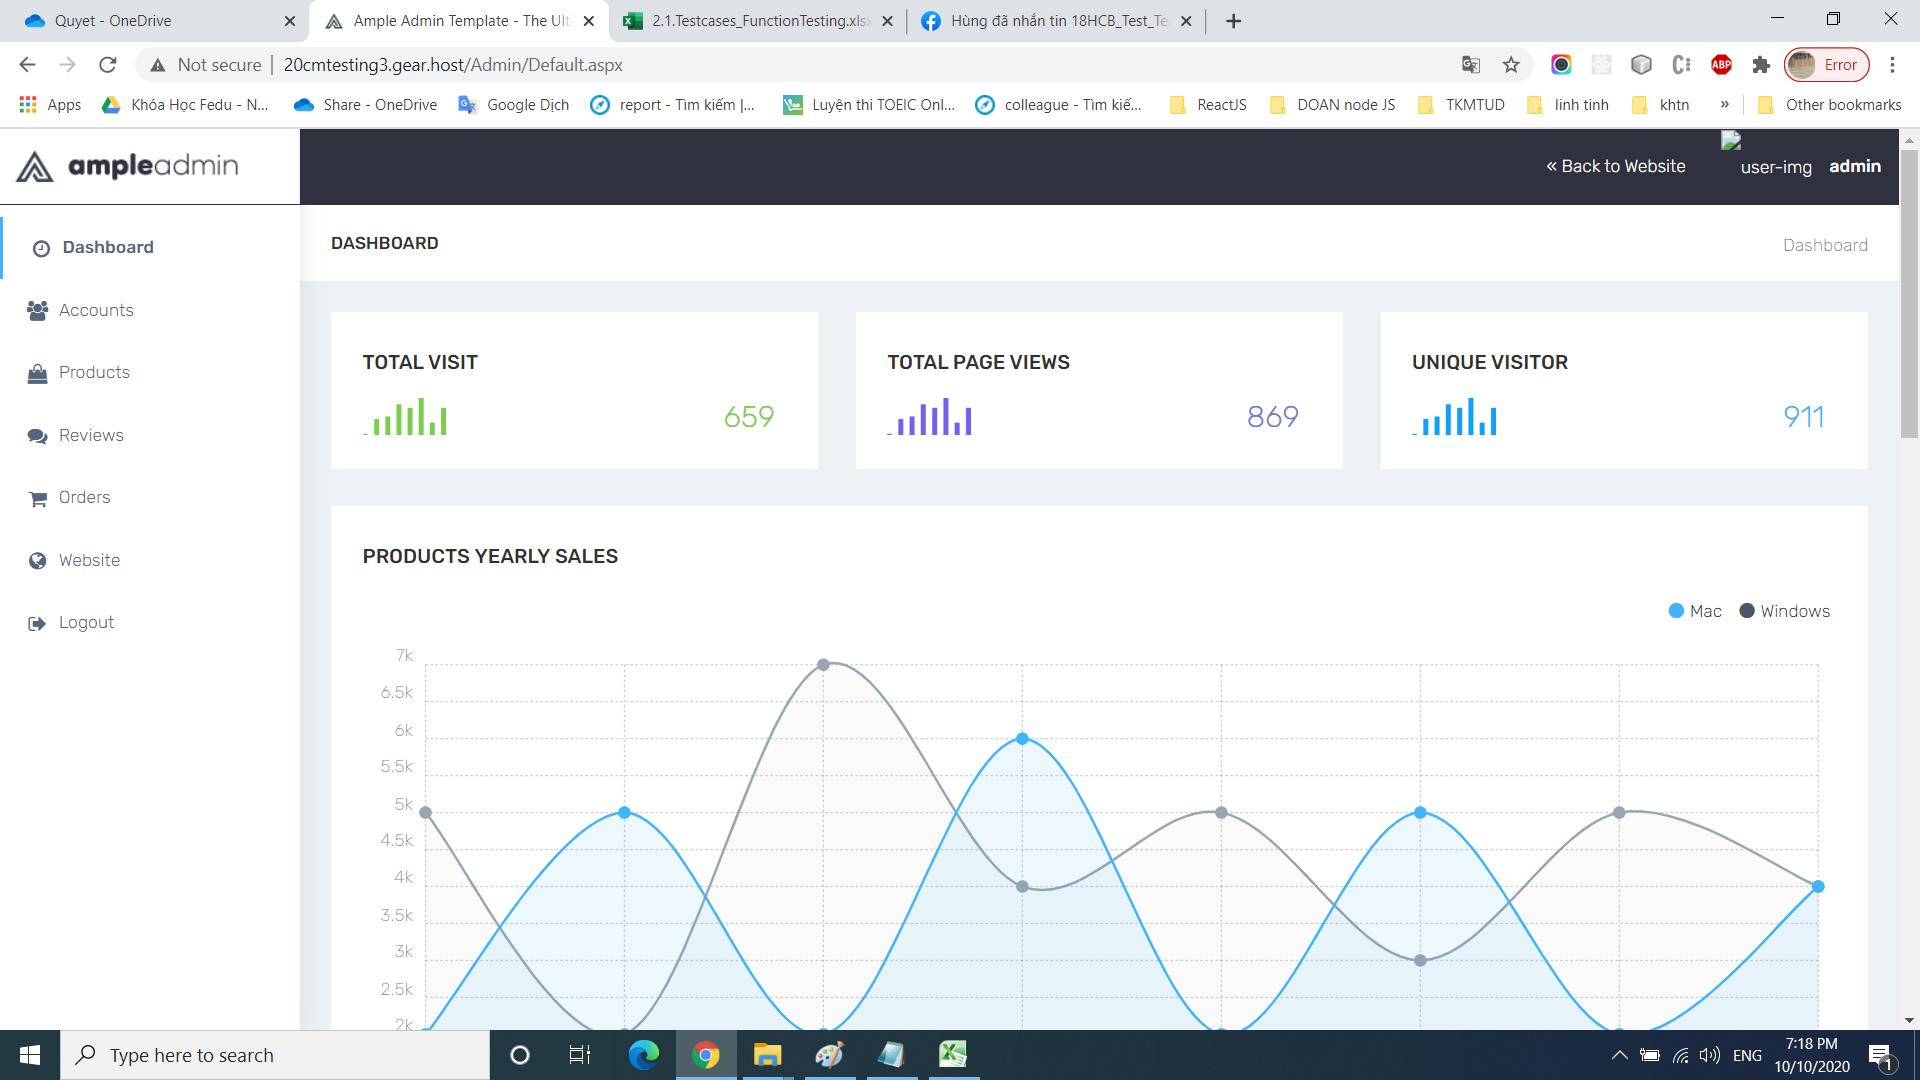 Quyet - OneDrive
Ample Admin Template - The Ult
2.1.Testcases_FunctionTesting.xlsx
Hùng đã nhắn tin 18HCB_Test_Te
Not secure
20cmtesting3.gear.host/Admin/Default.aspx
ABP
Error
Apps
Khóa Học Fedu - N...
Share - OneDrive
Google Dịch
report - Tìm kiếm |...
Luyện thi TOEIC Onl...
colleague - Tìm kiế...
ReactJS
DOAN node JS
TKMTUD
linh tinh
khtn
»
Other bookmarks
ampleadmin
« Back to Website
user-img
admin
Dashboard
Accounts
Products
Reviews
Orders
Website
Logout
DASHBOARD
Dashboard
TOTAL VISIT
659
TOTAL PAGE VIEWS
869
UNIQUE VISITOR
911
PRODUCTS YEARLY SALES
Mac
Windows
7k
6.5k
6k
5.5k
5k
4.5k
4k
3.5k
3k
2.5k
2k
Type here to search
ENG
7:18 PM
10/10/2020
1